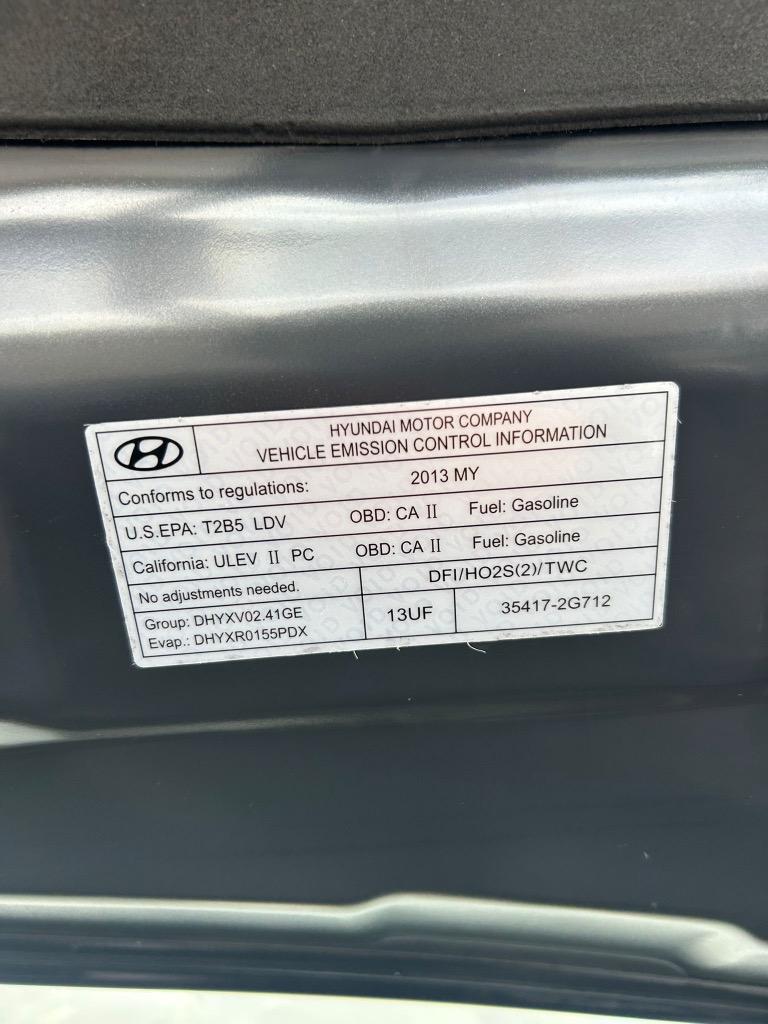 HYUNDAI MOTOR COMPANY
VEHICLE EMISSION CONTROL INFORMATION
Conforms to regulations: 2013 MY
U.S.EPA: T2B5 LDV OBD: CA II Fuel: Gasoline
California: ULEV II PC OBD: CA II Fuel: Gasoline
No adjustments needed. DFI/HO2S(2)/TWC
Group: DHYXV02.41GE 13UF 35417-2G712
Evap.: DHYXR0155PDX